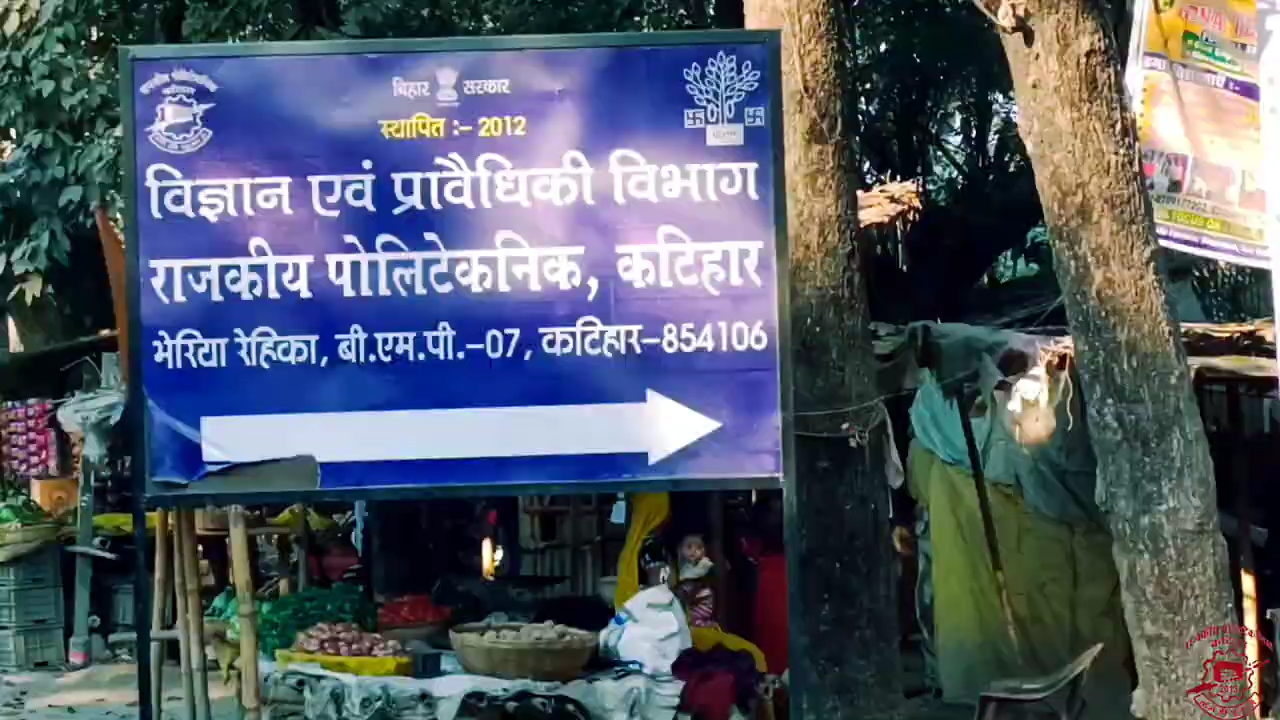 बिहार सरकार
स्थापित :– 2012
विज्ञान एवं प्रावैधिकी विभाग
राजकीय पोलिटेकनिक, कटिहार
भेरिया रेहिका, बी.एम.पी.–07, कटिहार–854106